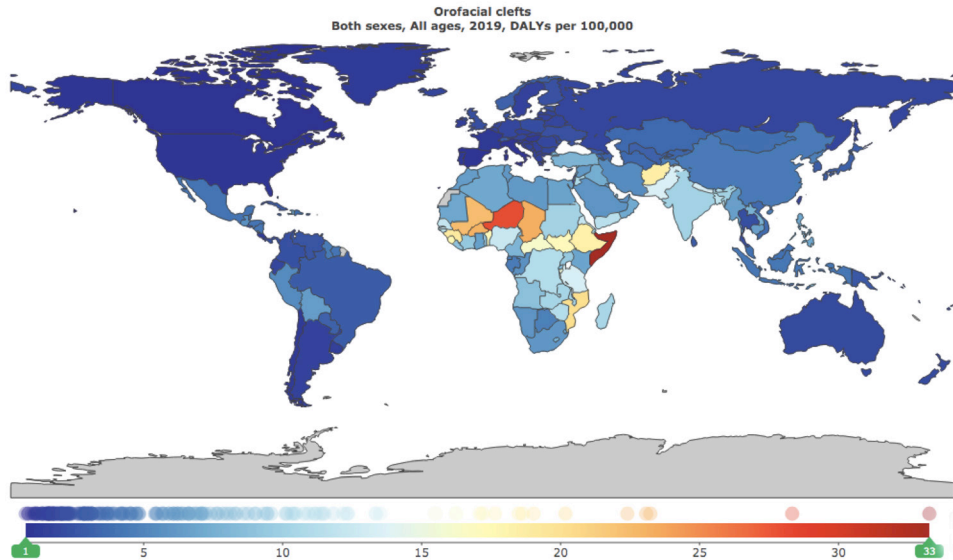 Orofacial clefts
Both sexes, All ages, 2019, DALYs per 100,000
1 5 10 15 20 25 30 33